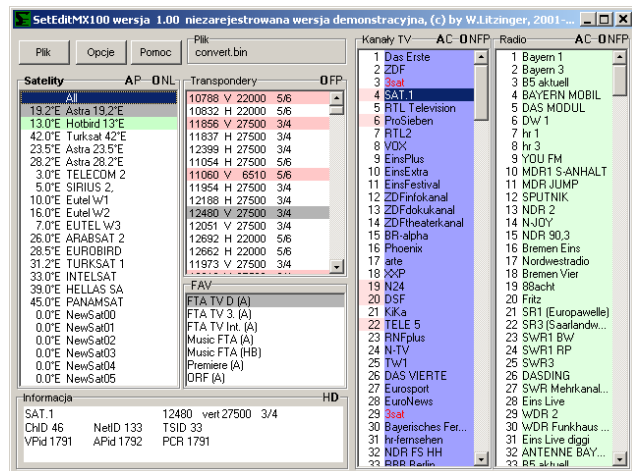 SetEditMX100 wersja 1.00 niezarejestrowana wersja demonstracyjna, (c) by W.Litzinger, 2001-...
Plik
Opcje
Pomoc
Plik
convert.bin
Satelity AP ONL
All
19.2°E Astra 19,2°E
13.0°E Hotbird 13°E
42.0°E Turksat 42°E
23.5°E Astra 23.5°E
28.2°E Astra 28.2°E
3.0°E TELECOM 2
5.0°E SIRIUS 2,
10.0°E Eutel W1
16.0°E Eutel W2
7.0°E EUTEL W3
26.0°E ARABSAT 2
28.5°E EUROBIRD
31.2°E TURKSAT 1
33.0°E INTELSAT
39.0°E HELLAS SA
45.0°E PANAMSAT
0.0°E NewSat00
0.0°E NewSat01
0.0°E NewSat02
0.0°E NewSat03
0.0°E NewSat04
0.0°E NewSat05
Transpondery OFP
10788 V 22000 5/6
10832 H 22000 5/6
11856 V 27500 3/4
11837 H 27500 3/4
12399 H 27500 3/4
11054 H 27500 5/6
11060 V 6510 5/6
11954 H 27500 3/4
12188 H 27500 3/4
12480 V 27500 3/4
12051 V 27500 3/4
12692 H 22000 5/6
12662 H 22000 5/6
11973 V 27500 3/4
FAV
FTA TV D (A)
FTA TV 3. (A)
FTA TV Int. (A)
Music FTA (A)
Music FTA (HB)
Premiere (A)
ORF (A)
Informacja HD
SAT.1 12480 vert 27500 3/4
ChID 46 NetID 133 TSID 33
VPid 1791 APid 1792 PCR 1791
Kanały TV AC ONFP
1 Das Erste
2 ZDF
3 3sat
4 SAT.1
5 RTL Television
6 ProSieben
7 RTL2
8 VOX
9 EinsPlus
10 EinsExtra
11 EinsFestival
12 ZDFinfokanal
13 ZDFdokukanal
14 ZDFtheaterkanal
15 BR-alpha
16 Phoenix
17 arte
18 XXP
19 N24
20 DSF
21 KiKa
22 TELE 5
23 RNFplus
24 N-TV
25 TW1
26 DAS VIERTE
27 Eurosport
28 EuroNews
29 3sat
30 Bayerisches Fer...
31 hr-fernsehen
32 NDR FS HH
33 RBB Berlin
Radio AC ONFP
1 Bayern 1
2 Bayern 3
3 B5 aktuell
4 BAYERN MOBIL
5 DAS MODUL
6 DW 1
7 hr 1
8 hr 3
9 YOU FM
10 MDR1 S-ANHALT
11 MDR JUMP
12 SPUTNIK
13 NDR 2
14 N-JOY
15 NDR 90,3
16 Bremen Eins
17 Nordwestradio
18 Bremen Vier
19 88acht
20 Fritz
21 SR1 (Europawelle)
22 SR3 (Saarlandw...
23 SWR1 BW
24 SWR1 RP
25 SWR3
26 DASDING
27 SWR Mehrkanal...
28 Eins Live
29 WDR 2
30 WDR Funkhaus ...
31 Eins Live diggi
32 ANTENNE BAY...
33 B5 aktuell